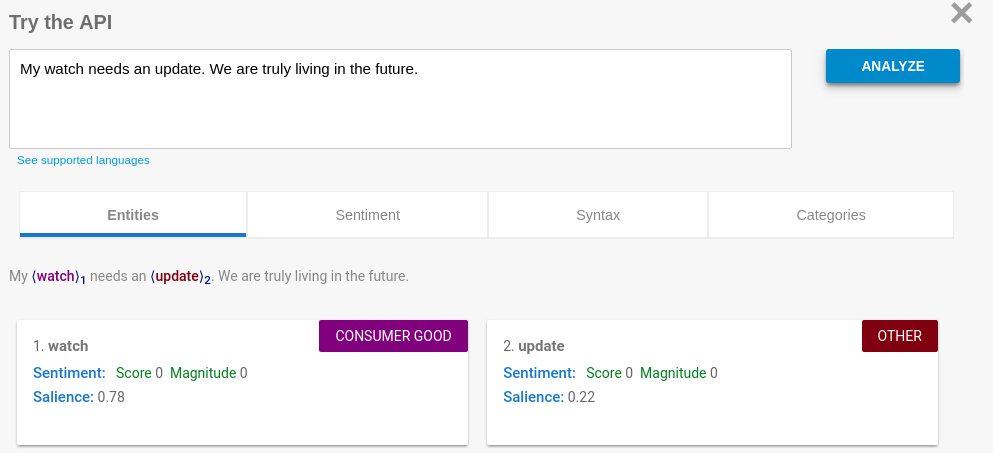 Try the API
×
My watch needs an update. We are truly living in the future.
ANALYZE
See supported languages
Entities Sentiment Syntax Categories
My ⟨watch⟩1 needs an ⟨update⟩2. We are truly living in the future.
CONSUMER GOOD
1. watch
Sentiment: Score 0 Magnitude 0
Salience: 0.78
OTHER
2. update
Sentiment: Score 0 Magnitude 0
Salience: 0.22